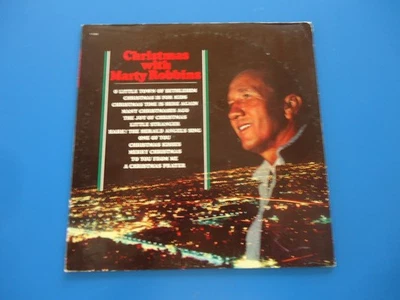 Christmas
with
Marty Robbins
O LITTLE TOWN OF BETHLEHEM
CHRISTMAS IS FOR KIDS
CHRISTMAS TIME IS HERE AGAIN
MANY CHRISTMASES AGO
THE JOY OF CHRISTMAS
LITTLE STRANGER
HARK! THE HERALD ANGELS SING
ONE OF YOU
CHRISTMAS KISSES
MERRY CHRISTMAS
TO YOU FROM ME
A CHRISTMAS PRAYER